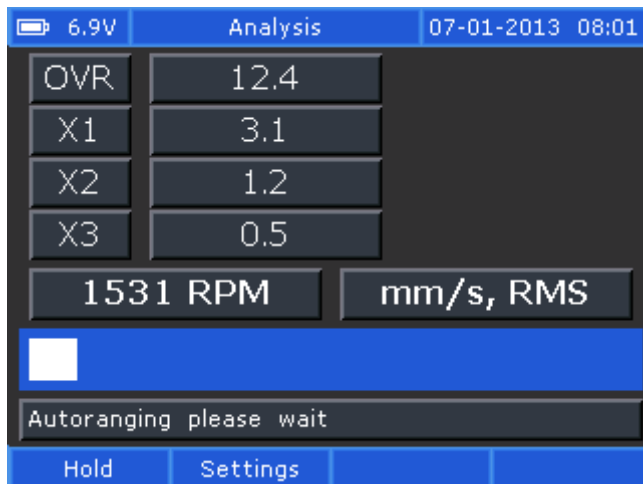 6.9V Analysis 07-01-2013 08:01
OVR 12.4
X1 3.1
X2 1.2
X3 0.5
1531 RPM mm/s, RMS
Autoranging please wait
Hold Settings